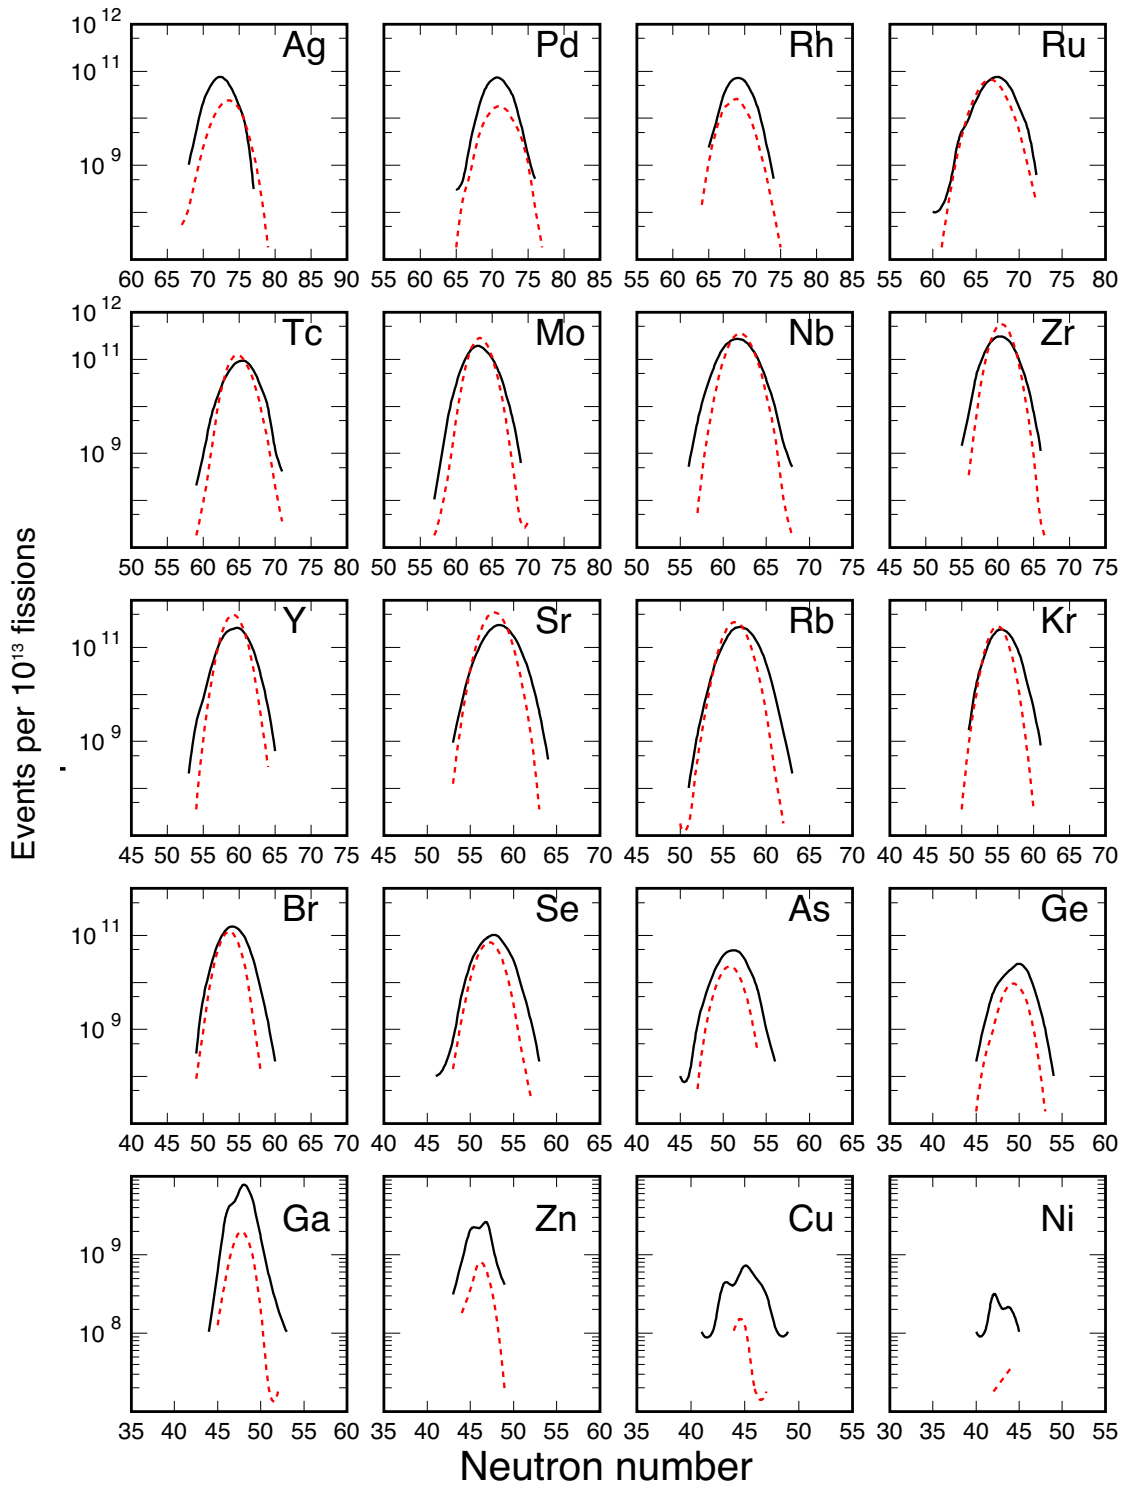 10 12
10 11
10 9
Ag
Pd
Rh
Ru
60 65 70 75 80 85 90
55 60 65 70 75 80 85
55 60 65 70 75 80 85
55 60 65 70 75 80
10 12
10 11
10 9
Tc
Mo
Nb
Zr
50 55 60 65 70 75 80
50 55 60 65 70 75 80
50 55 60 65 70 75
45 50 55 60 65 70 75
Events per 10¹³ fissions
10 11
10 9
Y
Sr
Rb
Kr
45 50 55 60 65 70 75
45 50 55 60 65 70
45 50 55 60 65 70
40 45 50 55 60 65 70
10 11
10 9
Br
Se
As
Ge
40 45 50 55 60 65 70
40 45 50 55 60 65
40 45 50 55 60 65
35 40 45 50 55 60
10 9
10 8
Ga
Zn
Cu
Ni
35 40 45 50 55 60
35 40 45 50 55 60
35 40 45 50 55
30 35 40 45 50 55
Neutron number